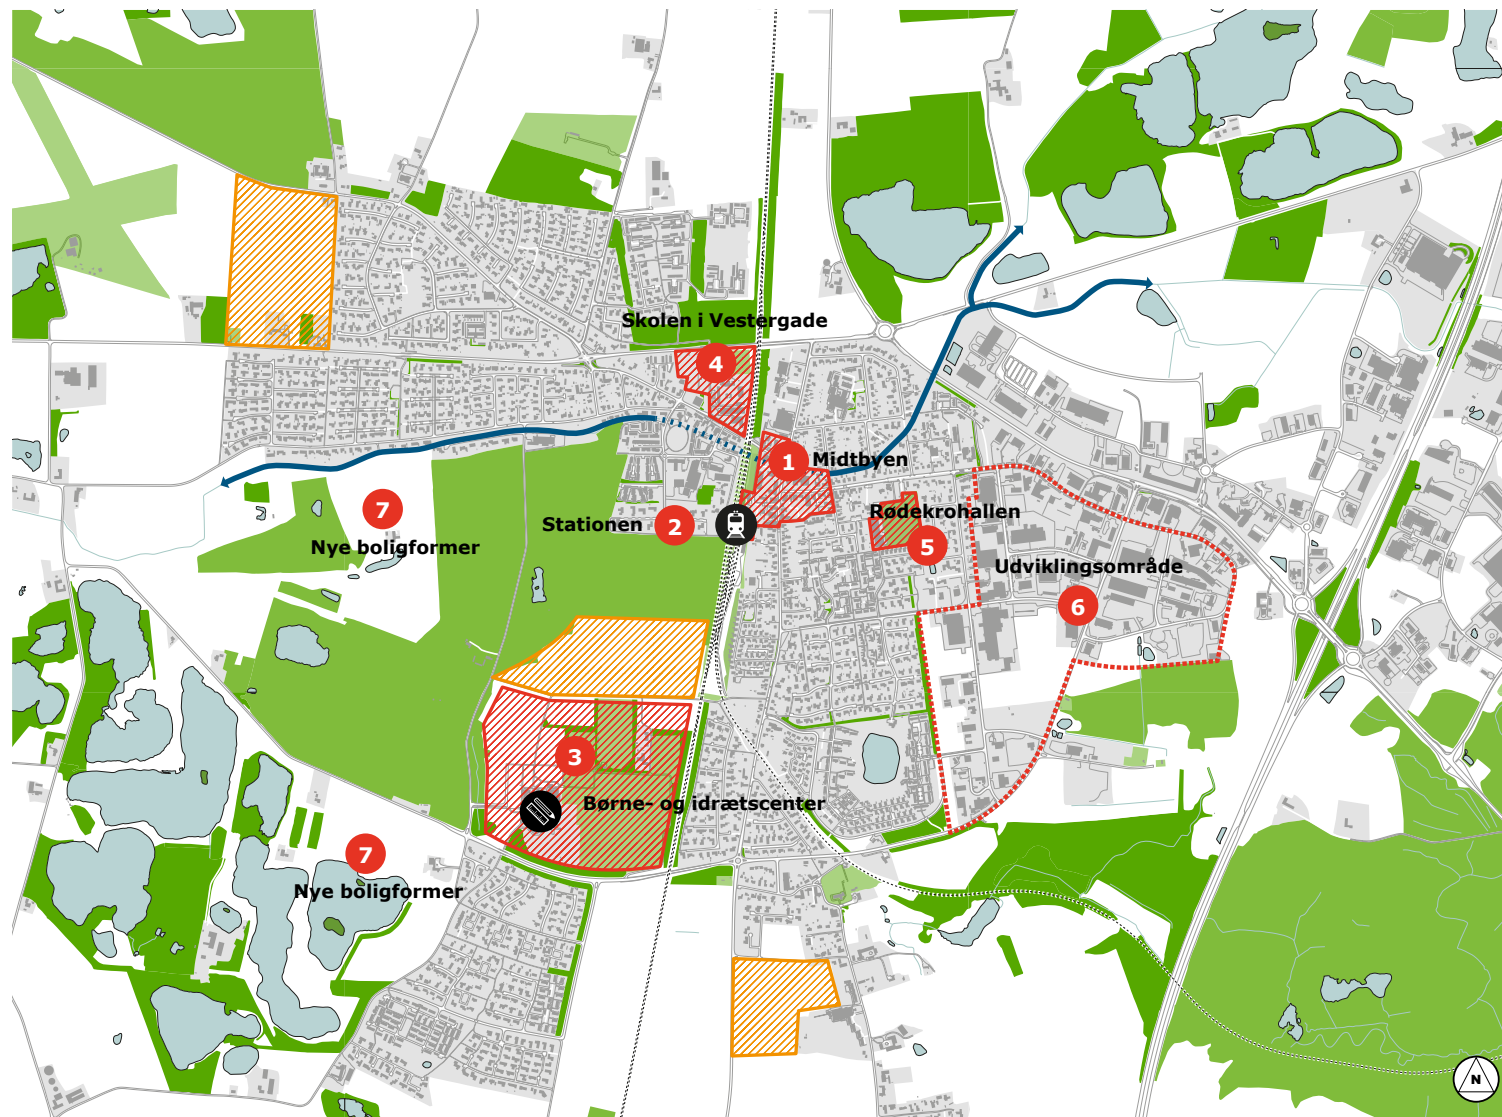 Skolen i Vestergade
4
1 Midtbyen
7
Nye boligformer
Stationen 2
Rødekrohallen
5
Udviklingsområde
6
3
Børne- og idrætscenter
7
Nye boligformer
N